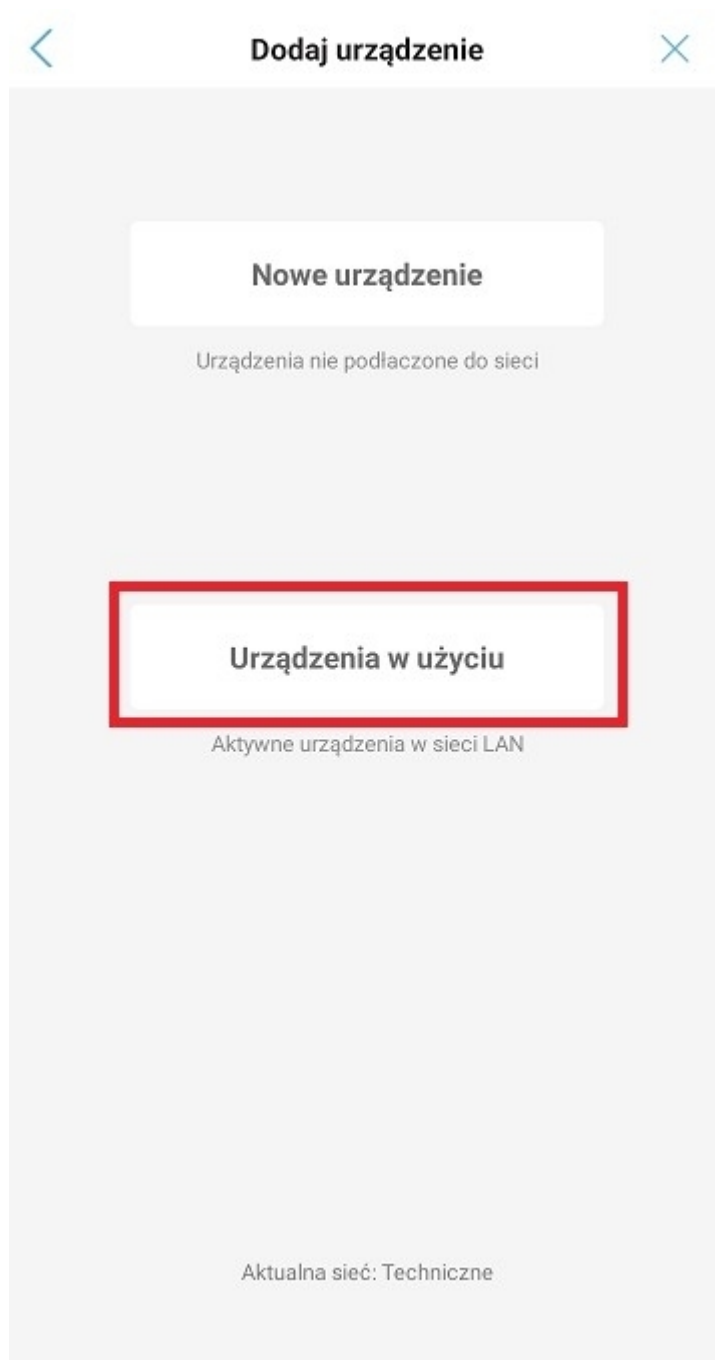 Dodaj urządzenie
Nowe urządzenie
Urządzenia nie podłaczone do sieci
Urządzenia w użyciu
Aktywne urządzenia w sieci LAN
Aktualna sieć: Techniczne